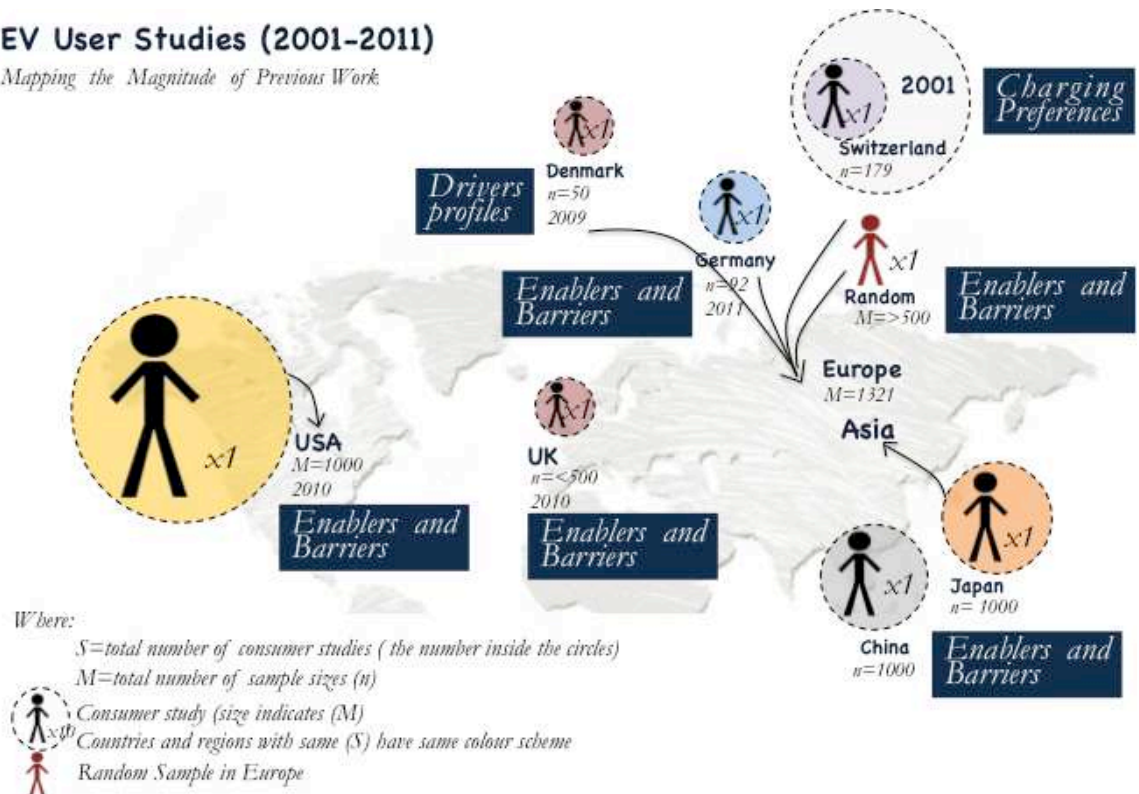 EV User Studies (2001-2011)
Mapping the Magnitude of Previous Work
x1
2001
Switzerland
n=179
Charging
Preferences
x1
Denmark
n=50
2009
Drivers
profiles
x1
Germany
n=92
2011
Enablers and
Barriers
x1
Random
M=>500
Enablers and
Barriers
Europe
M=1321
Asia
x1
USA
M=1000
2010
Enablers and
Barriers
x1
UK
n=<500
2010
Enablers and
Barriers
x1
Japan
n= 1000
x1
China
n=1000
Enablers and
Barriers
Where:
S=total number of consumer studies ( the number inside the circles)
M=total number of sample sizes (n)
Consumer study (size indicates (M)
Countries and regions with same (S) have same colour scheme
Random Sample in Europe